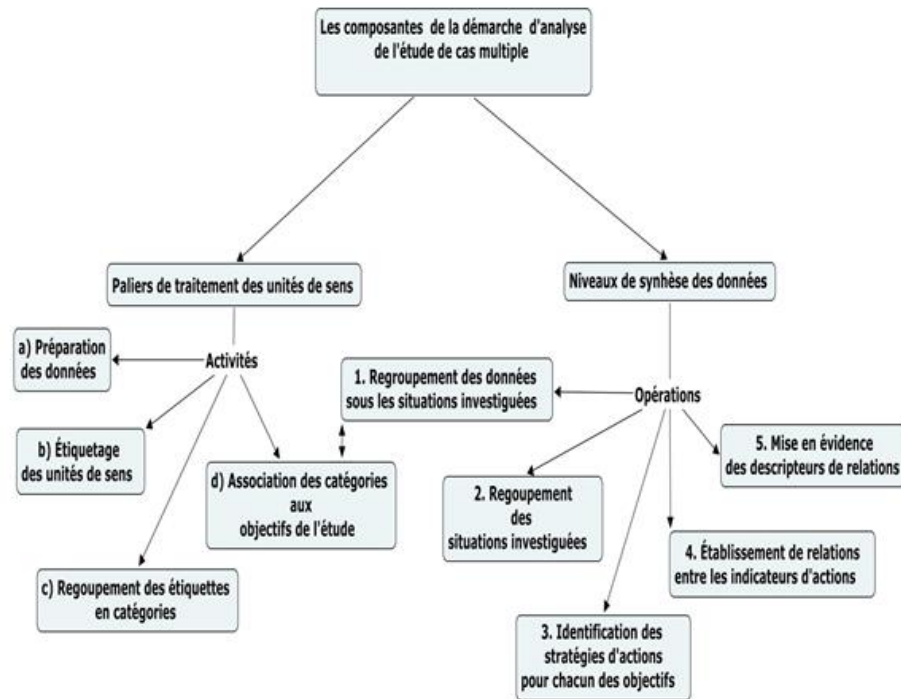 Les composantes de la démarche d'analyse
de l'étude de cas multiple
Paliers de traitement des unités de sens
Niveaux de synhèse des données
a) Préparation
des données
Activités
1. Regroupement des données
sous les situations investiguées
Opérations
b) Étiquetage
des unités de sens
d) Association des catégories
aux
objectifs de l'étude
2. Regoupement
des
situations investiguées
5. Mise en évidence
des descripteurs de relations
c) Regoupement des étiquettes
en catégories
4. Établissement de relations
entre les indicateurs d'actions
3. Identification des
stratégies d'actions
pour chacun des objectifs